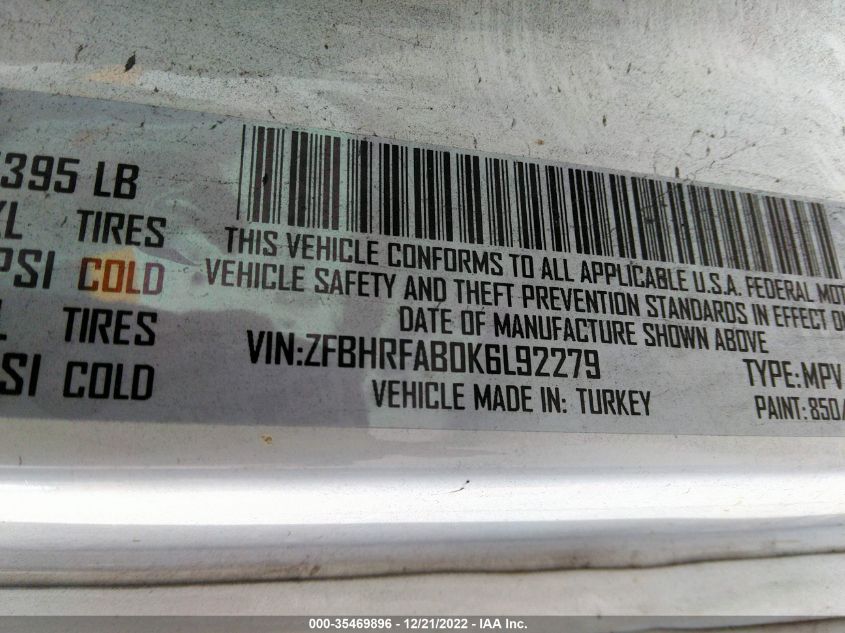 395 LB
TIRES
PSI COLD
TIRES
SI COLD
THIS VEHICLE CONFORMS TO ALL APPLICABLE U.S.A. FEDERAL MOT
VEHICLE SAFETY AND THEFT PREVENTION STANDARDS IN EFFECT ON
DATE OF MANUFACTURE SHOWN ABOVE
VIN:ZFBHRFAB0K6L92279
TYPE:MPV
VEHICLE MADE IN: TURKEY
PAINT: 850/
000-35469896 - 12/21/2022 - IAA Inc.